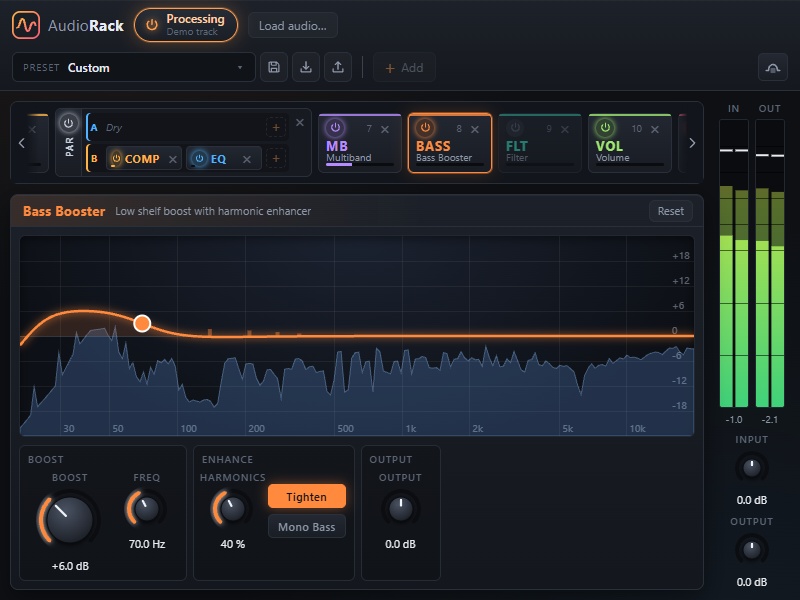 AudioRack
Processing
Demo track
Load audio...
PRESET Custom
+ Add
PAR
A Dry +
B COMP EQ +
7
MB
Multiband
8
BASS
Bass Booster
9
FLT
Filter
10
VOL
Volume
IN OUT
Bass Booster Low shelf boost with harmonic enhancer Reset
+18
+12
+6
0
-6
-12
-18
30 50 100 200 500 1k 2k 5k 10k
-1.0 -2.1
BOOST
BOOST FREQ
70.0 Hz
+6.0 dB
ENHANCE
HARMONICS
Tighten
Mono Bass
40 %
OUTPUT
OUTPUT
0.0 dB
INPUT
0.0 dB
OUTPUT
0.0 dB